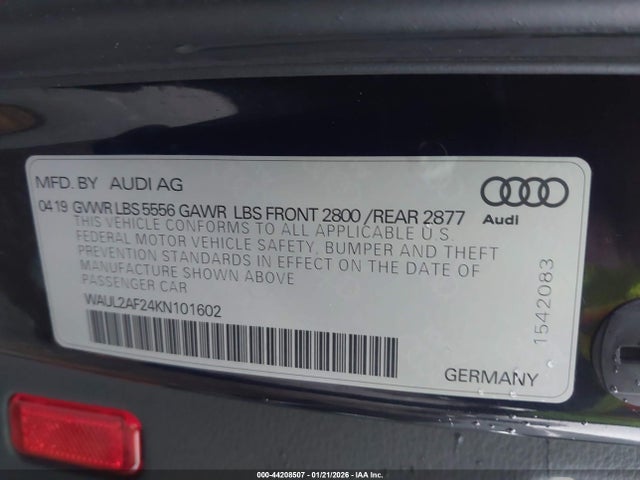 MFD. BY AUDI AG
04 19 GVWR LBS 5556 GAWR LBS FRONT 2800 / REAR 2877
THIS VEHICLE CONFORMS TO ALL APPLICABLE U.S.
FEDERAL MOTOR VEHICLE SAFETY, BUMPER AND THEFT
PREVENTION STANDARDS IN EFFECT ON THE DATE OF
MANUFACTURE SHOWN ABOVE
PASSENGER CAR
WAUL2AF24KN101602
Audi
1542083
GERMANY
000-44208507 - 01/21/2026 - IAA Inc.